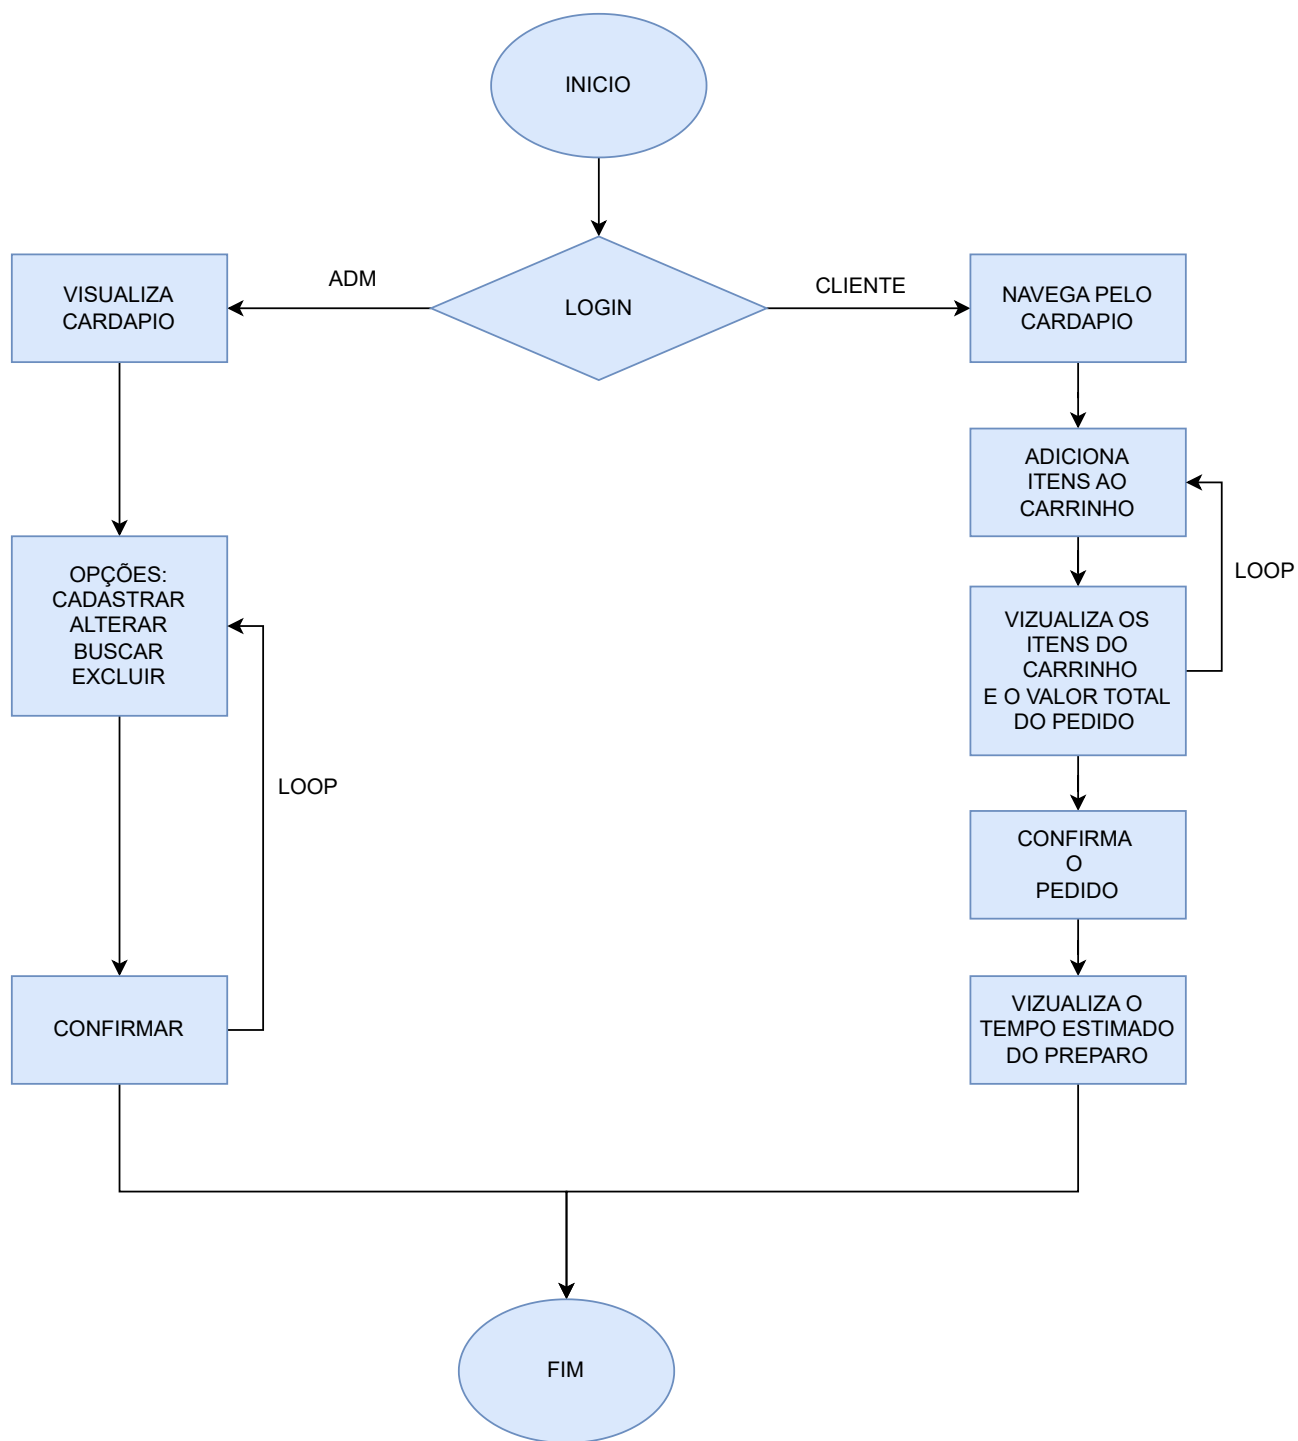 INICIO
ADM
CLIENTE
LOGIN
VISUALIZA
CARDAPIO
NAVEGA PELO
CARDAPIO
ADICIONA
ITENS AO
CARRINHO
LOOP
OPÇÕES:
CADASTRAR
ALTERAR
BUSCAR
EXCLUIR
VIZUALIZA OS
ITENS DO
CARRINHO
E O VALOR TOTAL
DO PEDIDO
LOOP
CONFIRMA
O
PEDIDO
CONFIRMAR
VIZUALIZA O
TEMPO ESTIMADO
DO PREPARO
FIM